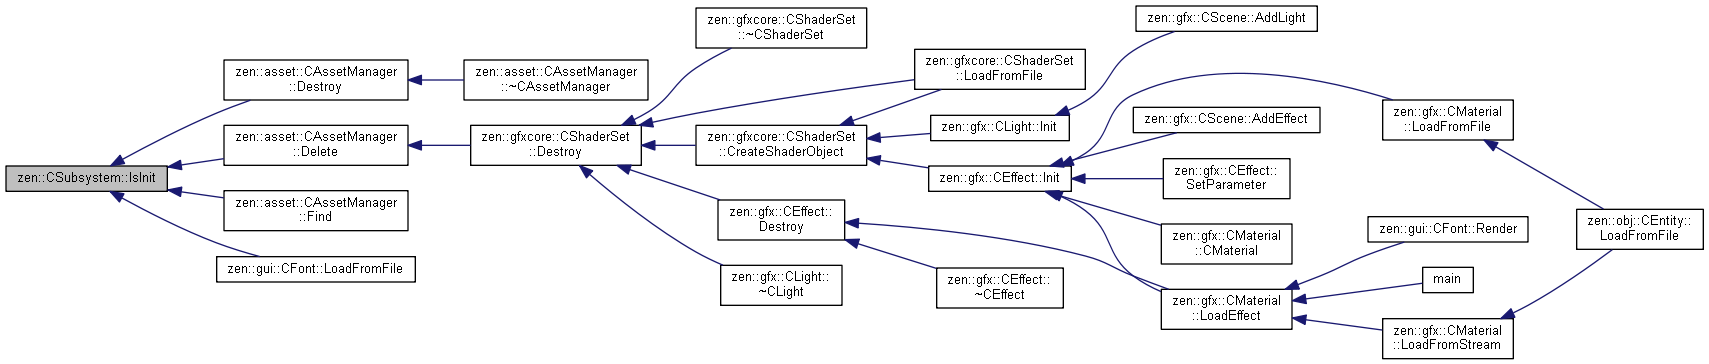 zen::CSubsystem::IsInit
zen::asset::CAssetManager
::Destroy
zen::asset::CAssetManager
::Delete
zen::asset::CAssetManager
::Find
zen::gui::CFont::LoadFromFile
zen::asset::CAssetManager
::~CAssetManager
zen::gfxcore::CShaderSet
::Destroy
zen::gfxcore::CShaderSet
::~CShaderSet
zen::gfxcore::CShaderSet
::CreateShaderObject
zen::gfx::CEffect::
Destroy
zen::gfx::CLight::
~CLight
zen::gfxcore::CShaderSet
::LoadFromFile
zen::gfx::CLight::Init
zen::gfx::CEffect::Init
zen::gfx::CEffect::
~CEffect
zen::gfx::CScene::AddLight
zen::gfx::CScene::AddEffect
zen::gfx::CEffect::
SetParameter
zen::gfx::CMaterial
::CMaterial
zen::gfx::CMaterial
::LoadEffect
zen::gfx::CMaterial
::LoadFromFile
zen::gui::CFont::Render
main
zen::gfx::CMaterial
::LoadFromStream
zen::obj::CEntity::
LoadFromFile